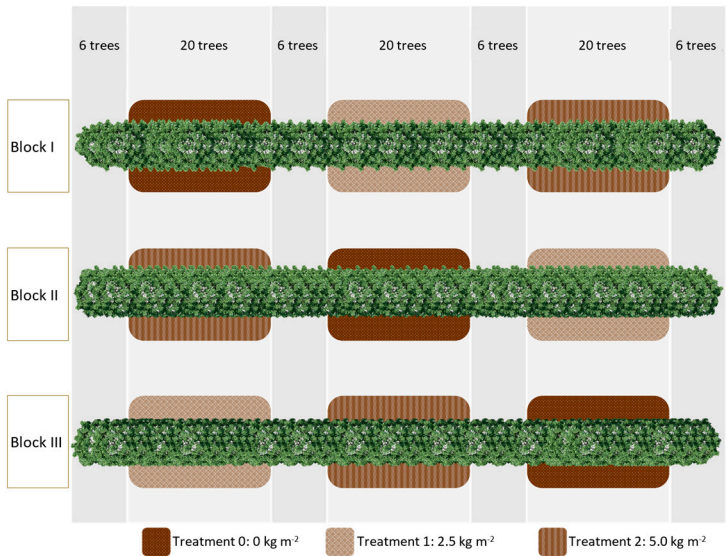 6 trees 20 trees 6 trees 20 trees 6 trees 20 trees 6 trees
Block I
Block II
Block III
Treatment 0: 0 kg m⁻² Treatment 1: 2.5 kg m⁻² Treatment 2: 5.0 kg m⁻²